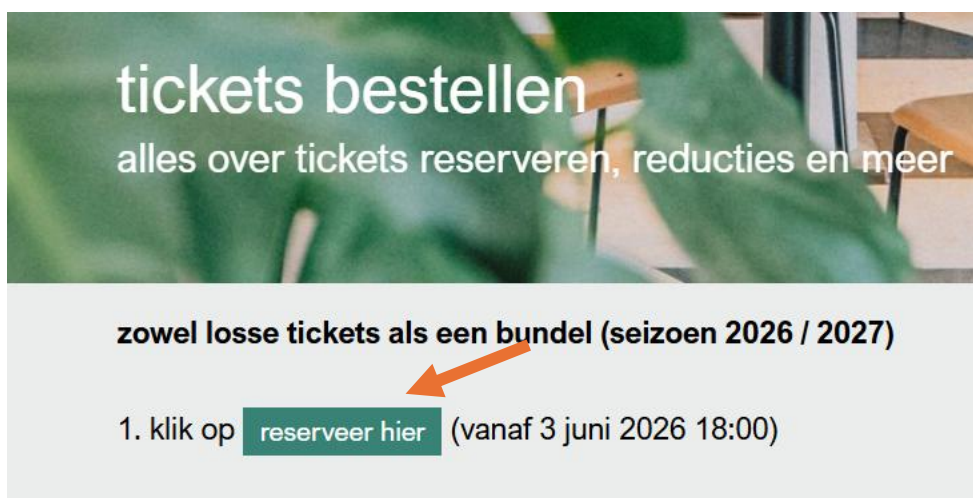 tickets bestellen
alles over tickets reserveren, reducties en meer
zowel losse tickets als een bundel (seizoen 2026 / 2027)
1. klik op reserveer hier (vanaf 3 juni 2026 18:00)